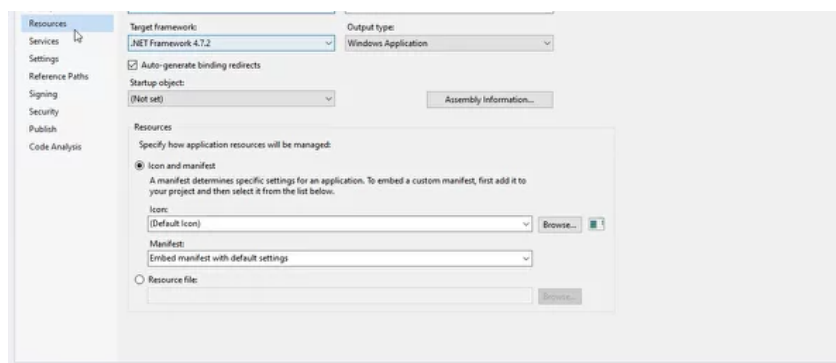 Resources
Services
Settings
Reference Paths
Signing
Security
Publish
Code Analysis
Target framework:
Output type:
.NET Framework 4.7.2
Windows Application
Auto-generate binding redirects
Startup object:
(Not set)
Assembly Information...
Resources
Specify how application resources will be managed:
Icon and manifest
A manifest determines specific settings for an application. To embed a custom manifest, first add it to
your project and then select it from the list below.
Icon:
(Default Icon)
Browse...
Manifest:
Embed manifest with default settings
Resource file:
Browse...